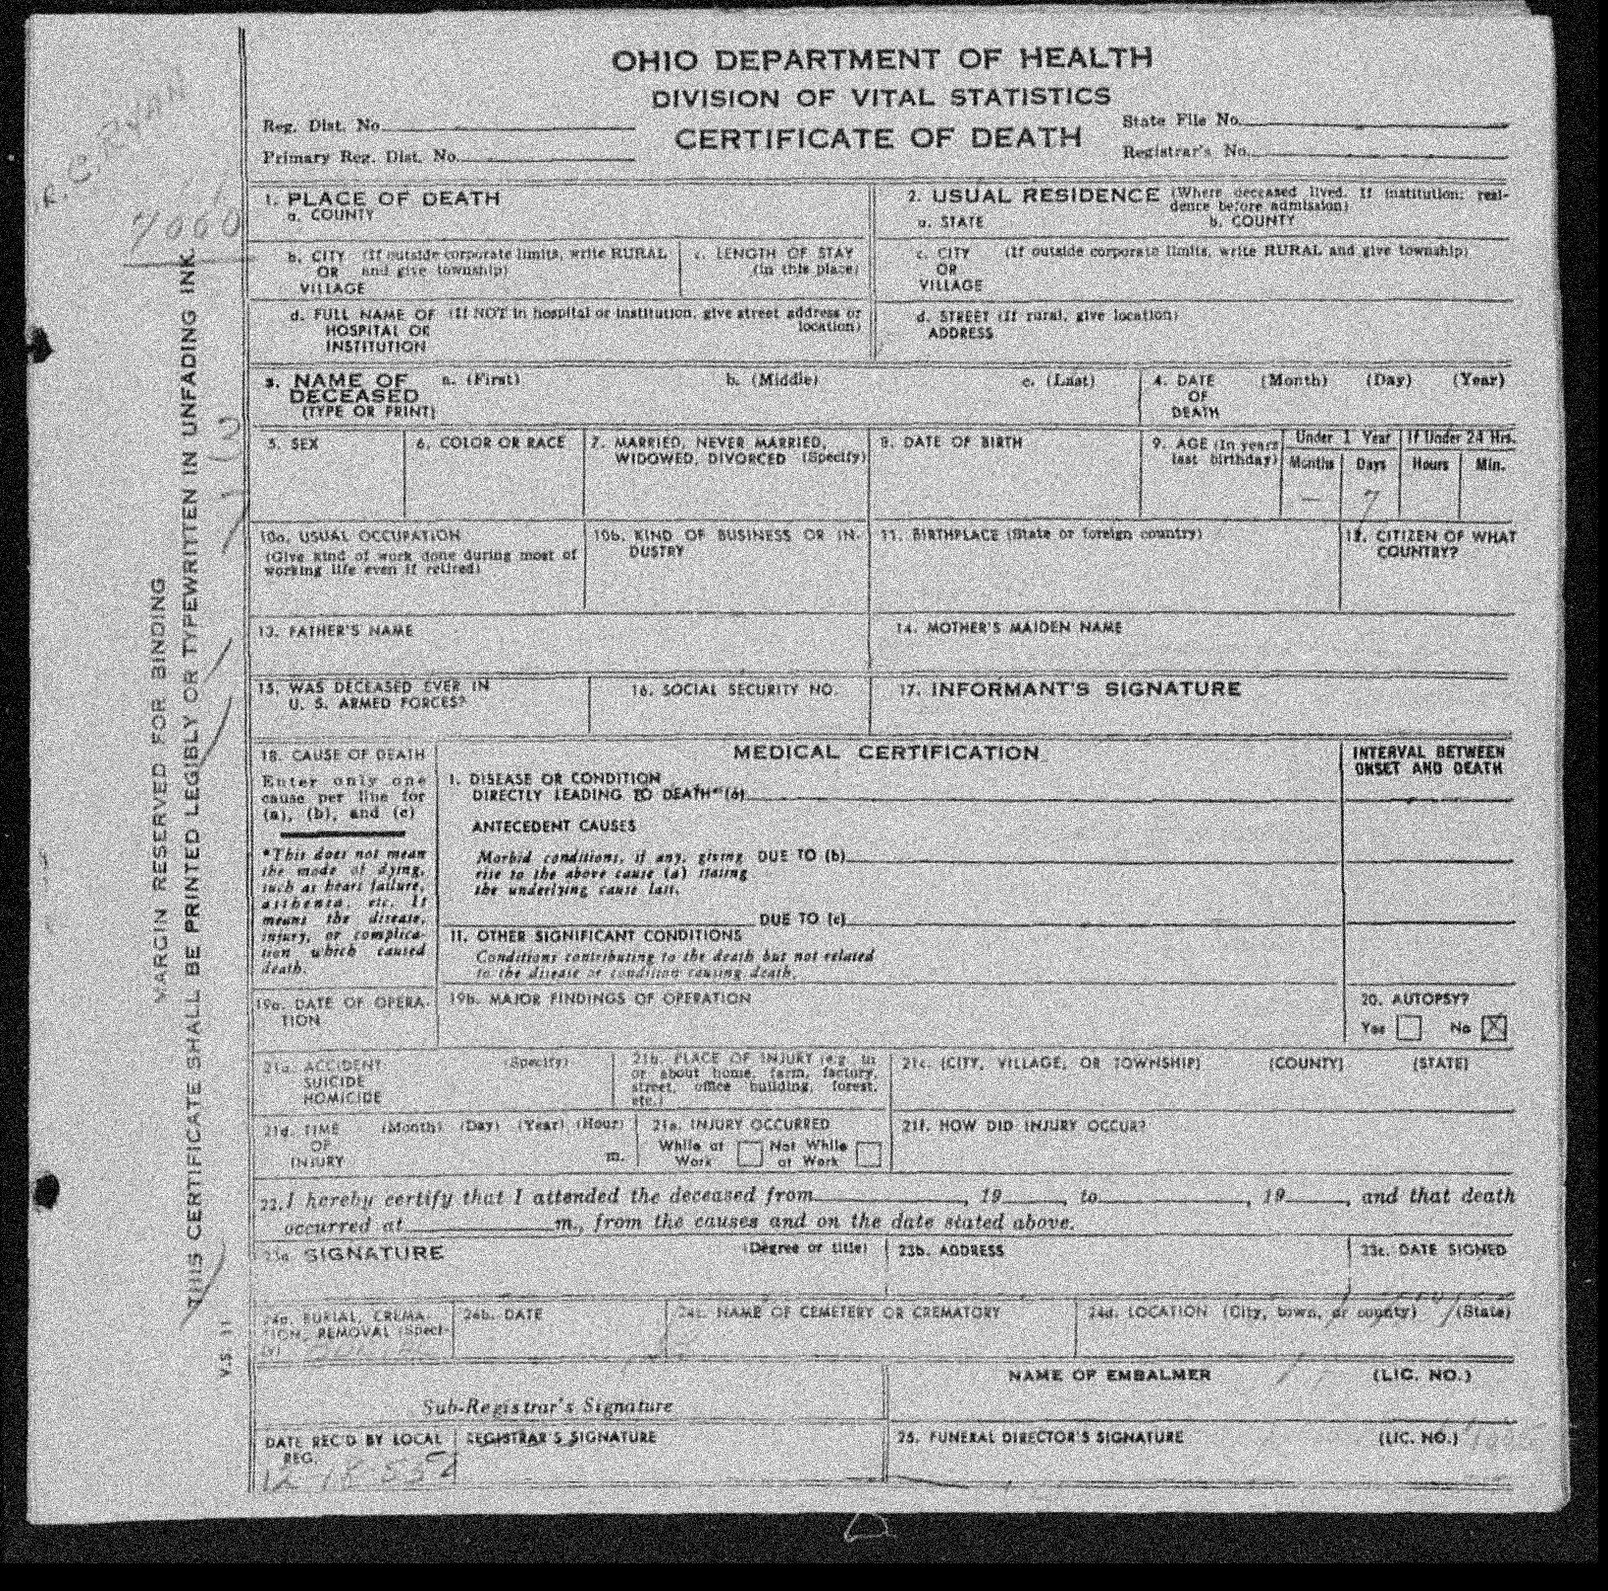 OHIO DEPARTMENT OF HEALTH
DIVISION OF VITAL STATISTICS
CERTIFICATE OF DEATH
Reg. Dist. No.
Primary Reg. Dist. No.
State File No.
Registrar's No.
R. C. RYAN
7060
MARGIN RESERVED FOR BINDING
THIS CERTIFICATE SHALL BE PRINTED LEGIBLY OR TYPEWRITTEN IN UNFADING INK.
V.S. 11
1. PLACE OF DEATH
a. COUNTY
2. USUAL RESIDENCE (Where deceased lived. If institution: resi-
dence before admission)
a. STATE b. COUNTY
b. CITY (If outside corporate limits, write RURAL
OR and give township)
VILLAGE
c. LENGTH OF STAY
(in this place)
c. CITY (If outside corporate limits, write RURAL and give township)
OR
VILLAGE
d. FULL NAME OF (If NOT in hospital or institution, give street address or
HOSPITAL OR location)
INSTITUTION
d. STREET (If rural, give location)
ADDRESS
3. NAME OF a. (First) b. (Middle) c. (Last)
DECEASED
(TYPE OR PRINT)
4. DATE (Month) (Day) (Year)
OF
DEATH
5. SEX
6. COLOR OR RACE
7. MARRIED, NEVER MARRIED,
WIDOWED, DIVORCED (Specify)
8. DATE OF BIRTH
9. AGE (In years
last birthday)
Under 1 Year
Months Days
— 7
If Under 24 Hrs.
Hours Min.
10a. USUAL OCCUPATION
(Give kind of work done during most of
working life even if retired)
10b. KIND OF BUSINESS OR IN-
DUSTRY
11. BIRTHPLACE (State or foreign country)
12. CITIZEN OF WHAT
COUNTRY?
13. FATHER'S NAME
14. MOTHER'S MAIDEN NAME
15. WAS DECEASED EVER IN
U. S. ARMED FORCES?
16. SOCIAL SECURITY NO.
17. INFORMANT'S SIGNATURE
18. CAUSE OF DEATH
Enter only one
cause per line for
(a), (b), and (c)
*This does not mean
the mode of dying,
such as heart failure,
asthenia, etc. It
means the disease,
injury, or complica-
tion which caused
death.
MEDICAL CERTIFICATION
I. DISEASE OR CONDITION
DIRECTLY LEADING TO DEATH*(a)
ANTECEDENT CAUSES
Morbid conditions, if any, giving DUE TO (b)
rise to the above cause (a) stating
the underlying cause last.
DUE TO (c)
II. OTHER SIGNIFICANT CONDITIONS
Conditions contributing to the death but not related
to the disease or condition causing death.
INTERVAL BETWEEN
ONSET AND DEATH
19a. DATE OF OPERA-
TION
19b. MAJOR FINDINGS OF OPERATION
20. AUTOPSY?
Yes No X
21a. ACCIDENT (Specify)
SUICIDE
HOMICIDE
21b. PLACE OF INJURY (e.g. in
or about home, farm, factory,
street, office building, forest,
etc.)
21c. (CITY, VILLAGE, OR TOWNSHIP) (COUNTY) (STATE)
21d. TIME (Month) (Day) (Year) (Hour)
OF
INJURY m.
21e. INJURY OCCURRED
While at Not While
Work at Work
21f. HOW DID INJURY OCCUR?
22. I hereby certify that I attended the deceased from , 19 , to , 19 , and that death
occurred at m., from the causes and on the date stated above.
23a. SIGNATURE (Degree or title)
23b. ADDRESS
23c. DATE SIGNED
24a. BURIAL, CREMA-
TION, REMOVAL (Speci-
fy)
24b. DATE
24c. NAME OF CEMETERY OR CREMATORY
24d. LOCATION (City, town, or county) (State)
Sub-Registrar's Signature
NAME OF EMBALMER (LIC. NO.)
DATE REC'D BY LOCAL
REG.
REGISTRAR'S SIGNATURE
25. FUNERAL DIRECTOR'S SIGNATURE (LIC. NO.)